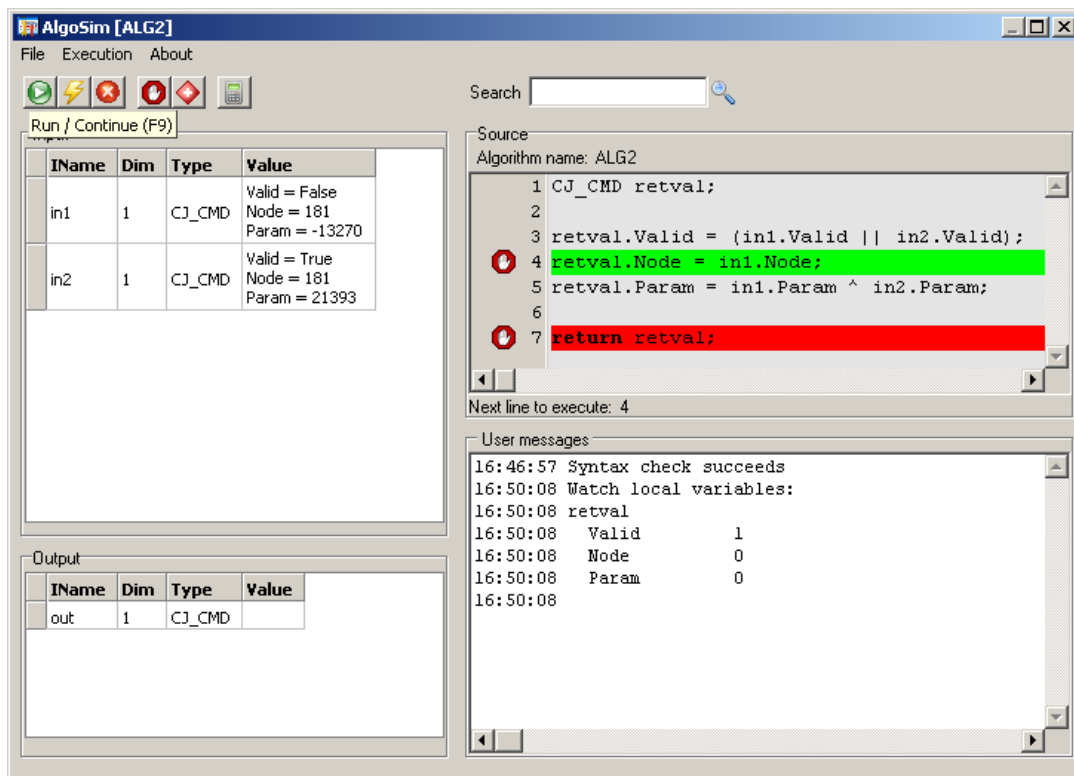 AlgoSim [ALG2]
File Execution About
Search
Run / Continue (F9)
IName Dim Type Value
in1 1 CJ_CMD Valid = False
Node = 181
Param = -13270
in2 1 CJ_CMD Valid = True
Node = 181
Param = 21393
Output
IName Dim Type Value
out 1 CJ_CMD
Source
Algorithm name: ALG2
1 CJ_CMD retval;
2
3 retval.Valid = (in1.Valid || in2.Valid);
4 retval.Node = in1.Node;
5 retval.Param = in1.Param ^ in2.Param;
6
7 return retval;
Next line to execute: 4
User messages
16:46:57 Syntax check succeeds
16:50:08 Watch local variables:
16:50:08 retval
16:50:08 Valid 1
16:50:08 Node 0
16:50:08 Param 0
16:50:08